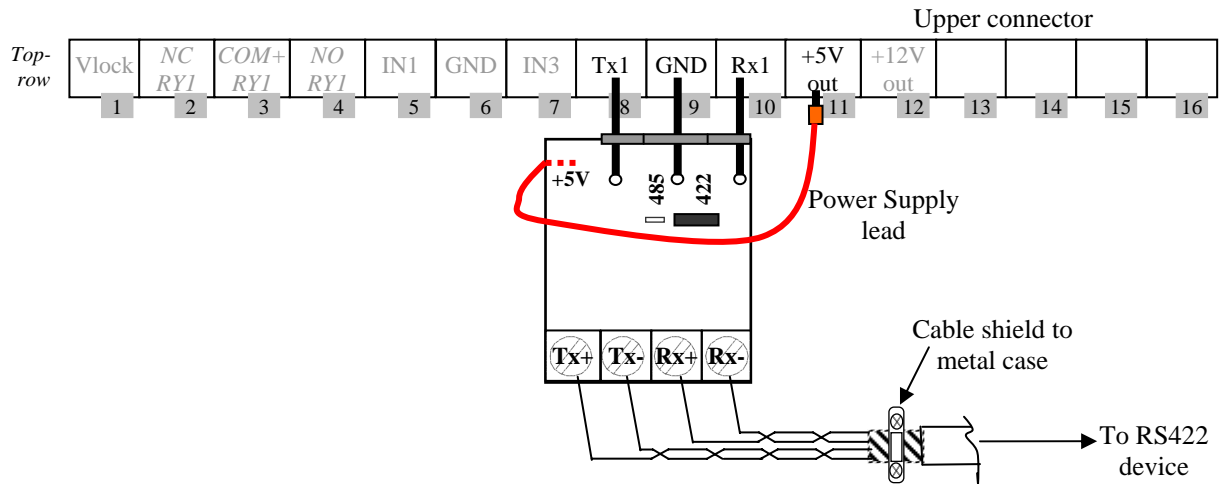 Upper connector
Top-row
Vlock NC RY1 COM+ RY1 NO RY1 IN1 GND IN3 Tx1 GND Rx1 +5V out +12V out
1 2 3 4 5 6 7 8 9 10 11 12 13 14 15 16
+5V 485 422
Power Supply
lead
Tx+ Tx- Rx+ Rx-
Cable shield to
metal case
To RS422
device